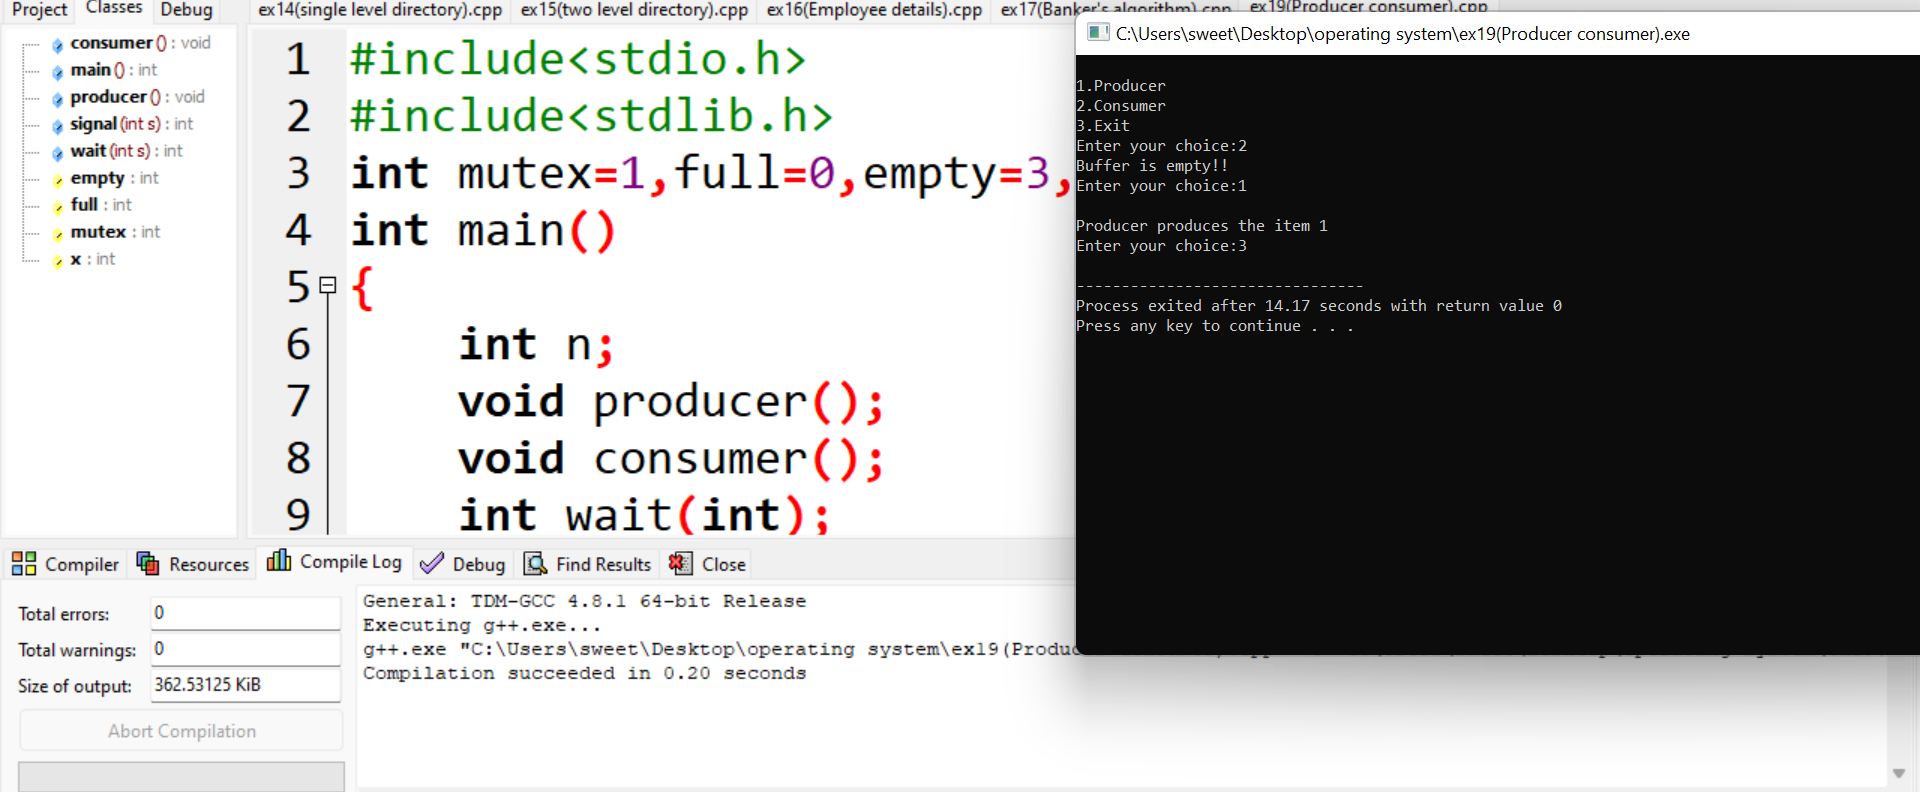 Project Classes Debug
consumer () : void
main () : int
producer () : void
signal (int s) : int
wait (int s) : int
empty : int
full : int
mutex : int
x : int
ex14(single level directory).cpp ex15(two level directory).cpp ex16(Employee details).cpp ex17(Banker's algorithm).cpp ex19(Producer consumer).cpp
1 #include<stdio.h>
2 #include<stdlib.h>
3 int mutex=1,full=0,empty=3,
4 int main()
5 {
6 int n;
7 void producer();
8 void consumer();
9 int wait(int);
C:\Users\sweet\Desktop\operating system\ex19(Producer consumer).exe
1.Producer
2.Consumer
3.Exit
Enter your choice:2
Buffer is empty!!
Enter your choice:1
Producer produces the item 1
Enter your choice:3
--------------------------------
Process exited after 14.17 seconds with return value 0
Press any key to continue . . .
Compiler Resources Compile Log Debug Find Results Close
Total errors: 0
Total warnings: 0
Size of output: 362.53125 KiB
Abort Compilation
General: TDM-GCC 4.8.1 64-bit Release
Executing g++.exe...
g++.exe "C:\Users\sweet\Desktop\operating system\ex19(Produc
Compilation succeeded in 0.20 seconds